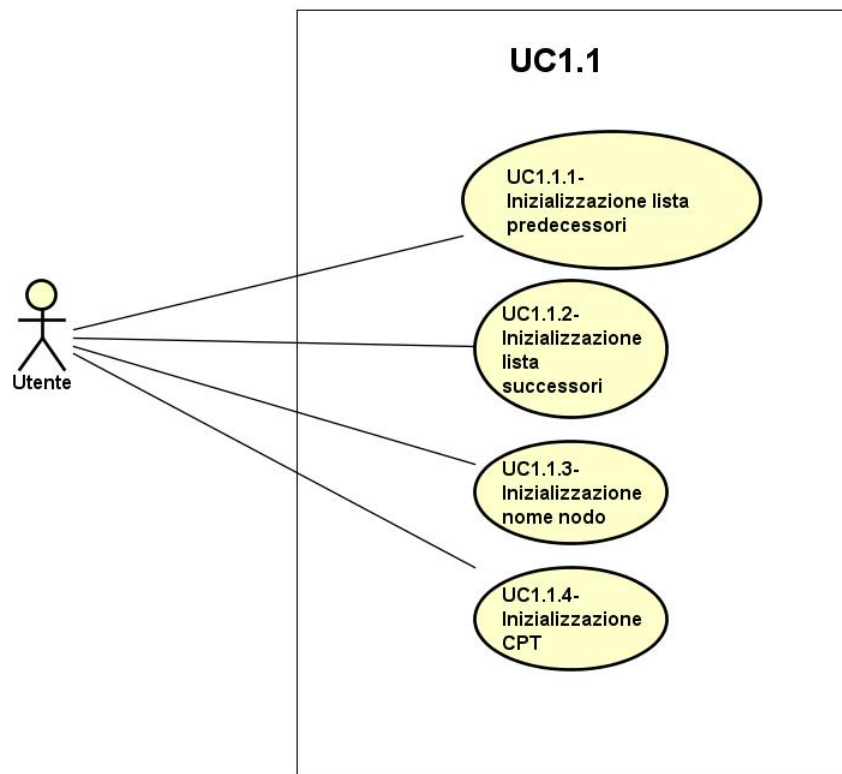 UC1.1
UC1.1.1-
Inizializzazione lista
predecessori
UC1.1.2-
Inizializzazione
lista
successori
Utente
UC1.1.3-
Inizializzazione
nome nodo
UC1.1.4-
Inizializzazione
CPT